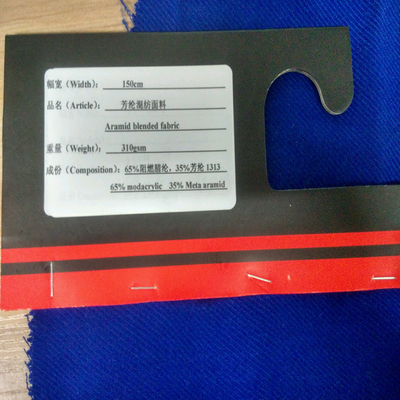 幅宽（Width）：150cm
品名（Article）：芳纶混纺面料
Aramid blended fabric
重量（Weight）：310gsm
成份（Composition）：65%阻燃腈纶，35%芳纶 1313
65% modacrylic 35% Meta aramid